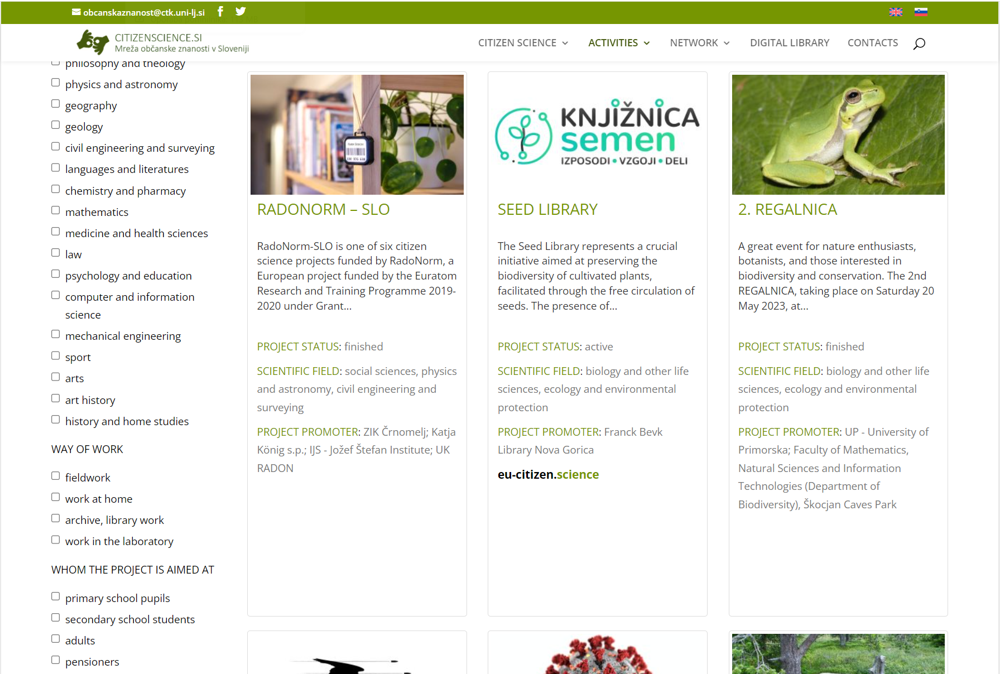 obcanskaznanost@ctk.uni-lj.si
CITIZENSCIENCE.SI
Mreža občanske znanosti v Sloveniji
CITIZEN SCIENCE
ACTIVITIES
NETWORK
DIGITAL LIBRARY
CONTACTS
philosophy and theology
physics and astronomy
geography
geology
civil engineering and surveying
languages and literatures
chemistry and pharmacy
mathematics
medicine and health sciences
law
psychology and education
computer and information
science
mechanical engineering
sport
arts
art history
history and home studies
WAY OF WORK
fieldwork
work at home
archive, library work
work in the laboratory
WHOM THE PROJECT IS AIMED AT
primary school pupils
secondary school students
adults
pensioners
RADONORM – SLO
RadoNorm-SLO is one of six citizen
science projects funded by RadoNorm, a
European project funded by the Euratom
Research and Training Programme 2019-
2020 under Grant...
PROJECT STATUS: finished
SCIENTIFIC FIELD: social sciences, physics
and astronomy, civil engineering and
surveying
PROJECT PROMOTER: ZIK Črnomelj; Katja
König s.p.; IJS - Jožef Štefan Institute; UK
RADON
KNJIŽNICA
semen
IZPOSODI • VZGOJI • DELI
SEED LIBRARY
The Seed Library represents a crucial
initiative aimed at preserving the
biodiversity of cultivated plants,
facilitated through the free circulation of
seeds. The presence of...
PROJECT STATUS: active
SCIENTIFIC FIELD: biology and other life
sciences, ecology and environmental
protection
PROJECT PROMOTER: Franck Bevk
Library Nova Gorica
eu-citizen.science
2. REGALNICA
A great event for nature enthusiasts,
botanists, and those interested in
biodiversity and conservation. The 2nd
REGALNICA, taking place on Saturday 20
May 2023, at...
PROJECT STATUS: finished
SCIENTIFIC FIELD: biology and other life
sciences, ecology and environmental
protection
PROJECT PROMOTER: UP - University of
Primorska; Faculty of Mathematics,
Natural Sciences and Information
Technologies (Department of
Biodiversity), Škocjan Caves Park